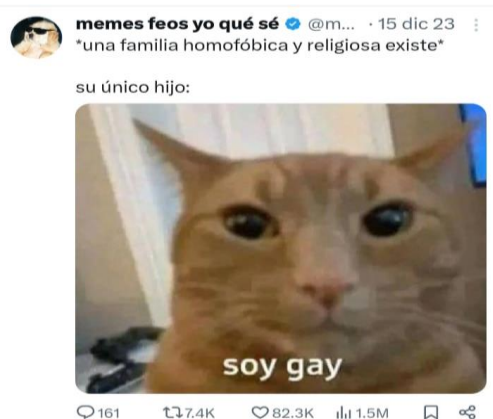 memes feos yo qué sé @m... · 15 dic 23
*una familia homofóbica y religiosa existe*
su único hijo:
soy gay
161 7.4K 82.3K 1.5M